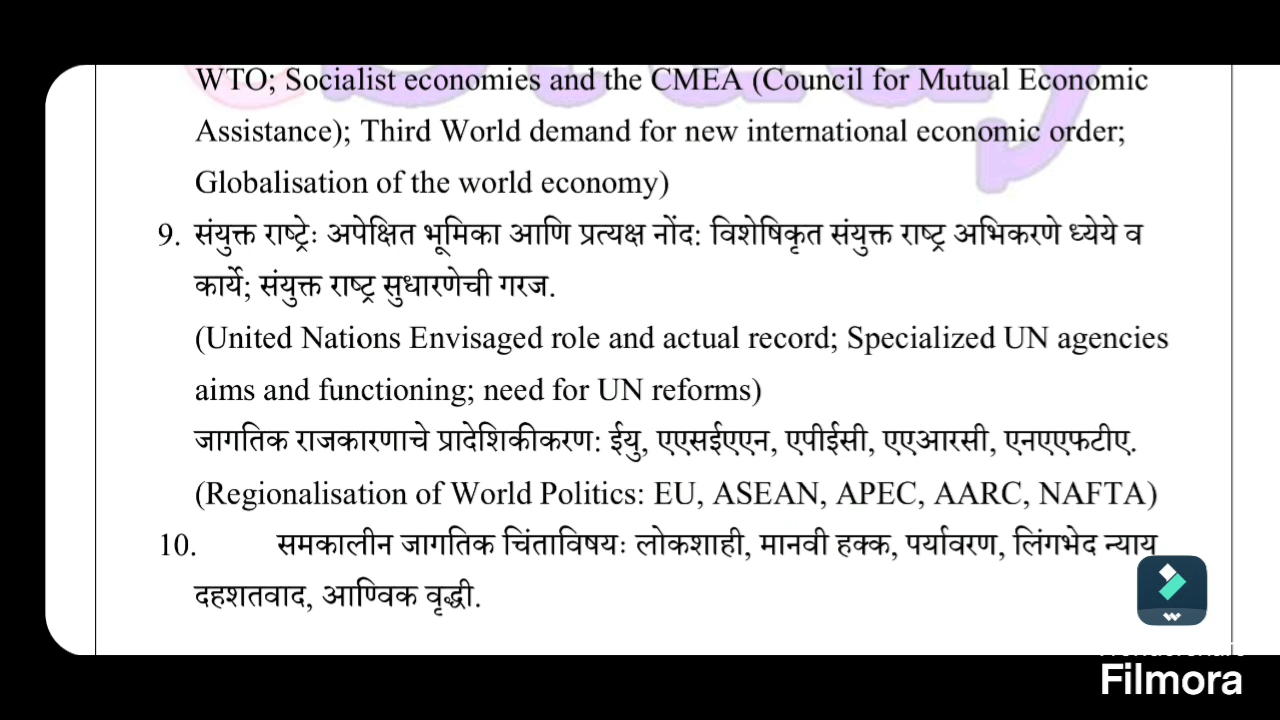 WTO; Socialist economies and the CMEA (Council for Mutual Economic
Assistance); Third World demand for new international economic order;
Globalisation of the world economy)
9. संयुक्त राष्ट्रेः अपेक्षित भूमिका आणि प्रत्यक्ष नोंद: विशेषिकृत संयुक्त राष्ट्र अभिकरणे ध्येये व
कार्ये; संयुक्त राष्ट्र सुधारणेची गरज.
(United Nations Envisaged role and actual record; Specialized UN agencies
aims and functioning; need for UN reforms)
जागतिक राजकारणाचे प्रादेशिकीकरण: ईयु, एएसईएएन, एपीईसी, एएआरसी, एनएएफटीए.
(Regionalisation of World Politics: EU, ASEAN, APEC, AARC, NAFTA)
10. समकालीन जागतिक चिंताविषयः लोकशाही, मानवी हक्क, पर्यावरण, लिंगभेद न्याय
दहशतवाद, आण्विक वृद्धी.
Filmora